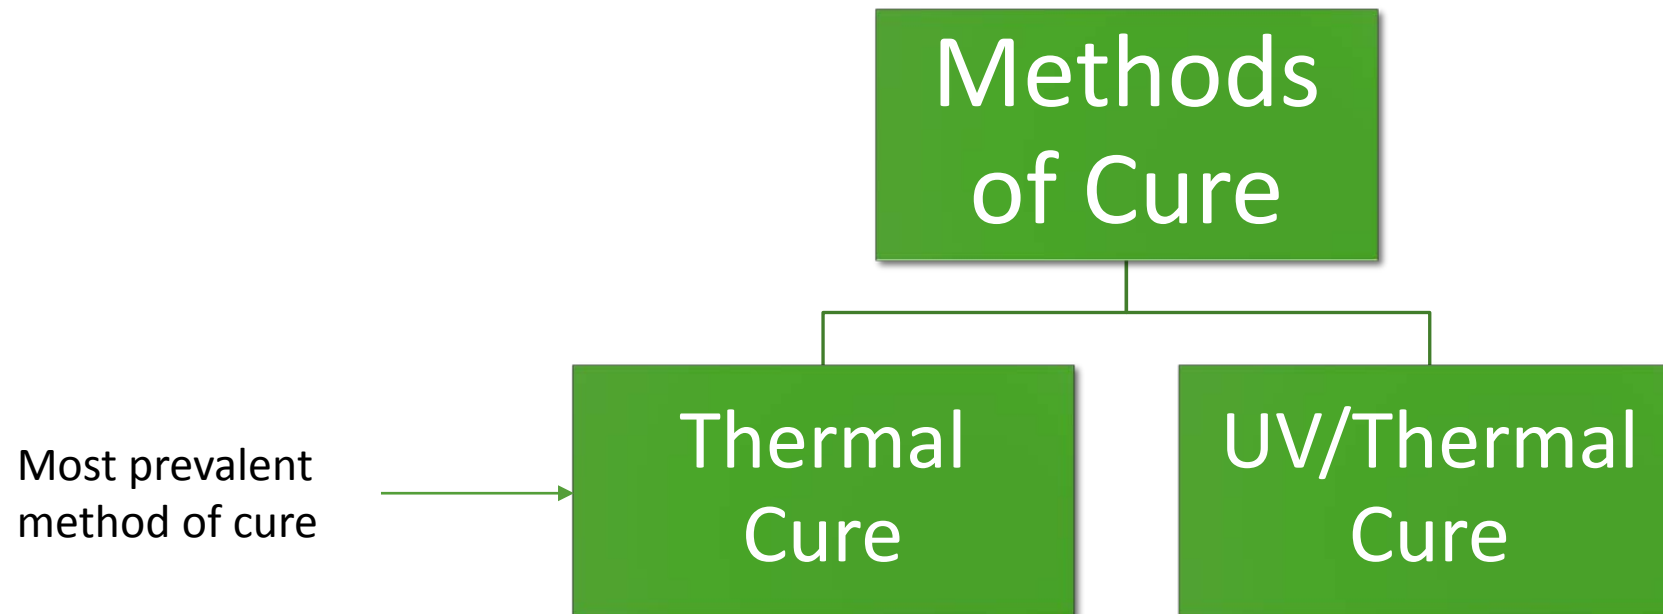 Methods
of Cure
Most prevalent
method of cure
Thermal
Cure
UV/Thermal
Cure